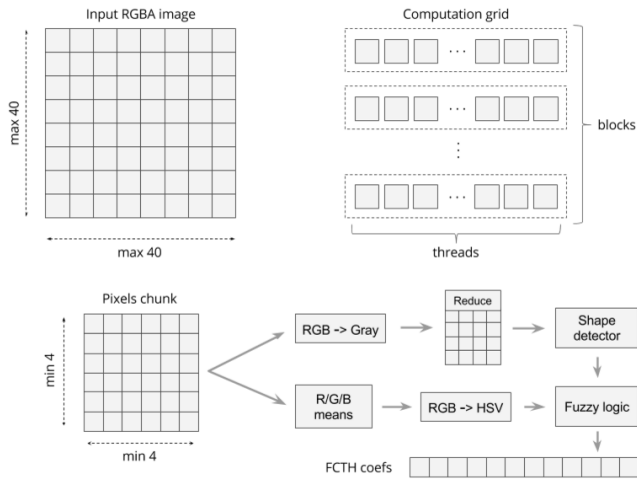 Input RGBA image
Computation grid
max 40
max 40
...
...
...
blocks
threads
Pixels chunk
min 4
min 4
RGB -> Gray
Reduce
Shape
detector
R/G/B
means
RGB -> HSV
Fuzzy logic
FCTH coefs